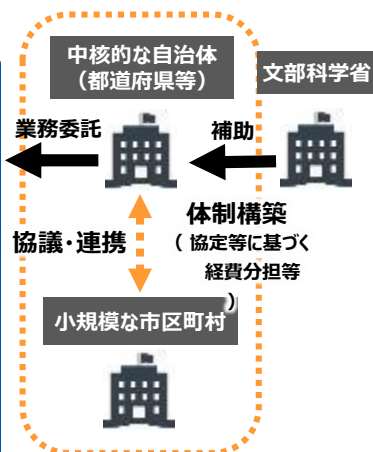 中核的な自治体
（都道府県等）
文部科学省
業務委託
補助
協議・連携
体制構築
（ 協定等に基づく
経費分担等
）
小規模な市区町村